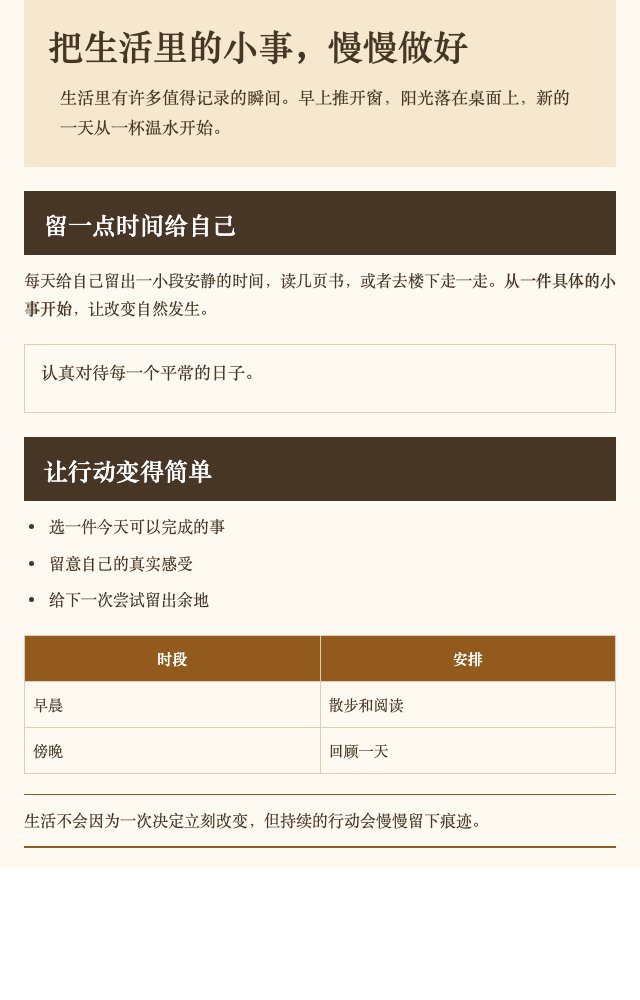 把生活里的小事，慢慢做好
生活里有许多值得记录的瞬间。早上推开窗，阳光落在桌面上，新的
一天从一杯温水开始。
留一点时间给自己
每天给自己留出一小段安静的时间，读几页书，或者去楼下走一走。从一件具体的小
事开始，让改变自然发生。
认真对待每一个平常的日子。
让行动变得简单
• 选一件今天可以完成的事
• 留意自己的真实感受
• 给下一次尝试留出余地
时段 安排
早晨 散步和阅读
傍晚 回顾一天
生活不会因为一次决定立刻改变，但持续的行动会慢慢留下痕迹。